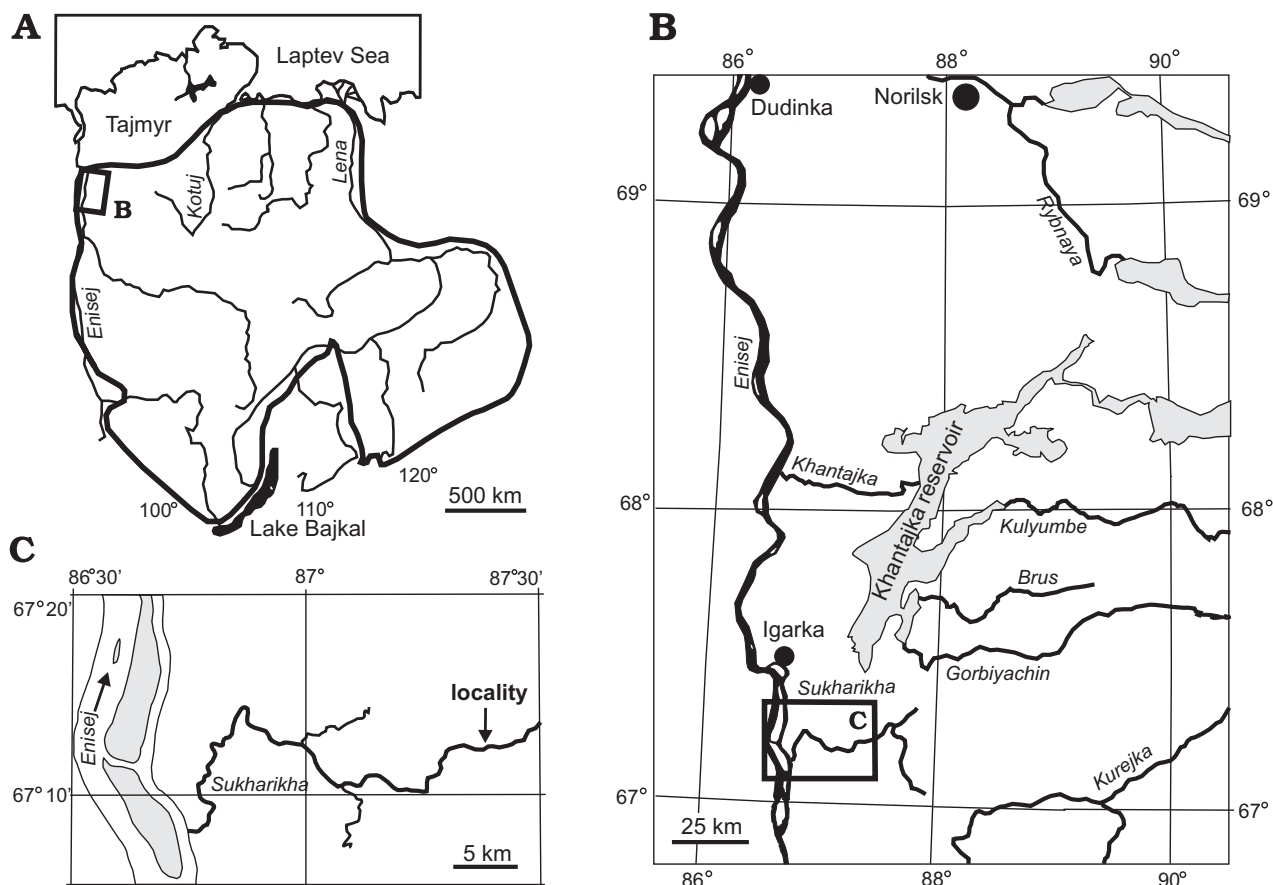 A
Laptev Sea
Tajmyr
Kotuj
Lena
B
Enisej
100°
110°
120°
500 km
Lake Bajkal
B
86°
88°
90°
Dudinka
Norilsk
69°
69°
Rybnaya
Enisej
Khantajka
Khantajka reservoir
68°
68°
Kulyumbe
Brus
Igarka
Gorbiyachin
Sukharikha
C
Kurejka
67°
67°
25 km
86°
88°
90°
C
86°30'
87°
87°30'
67°20'
locality
Enisej
Sukharikha
67°10'
5 km